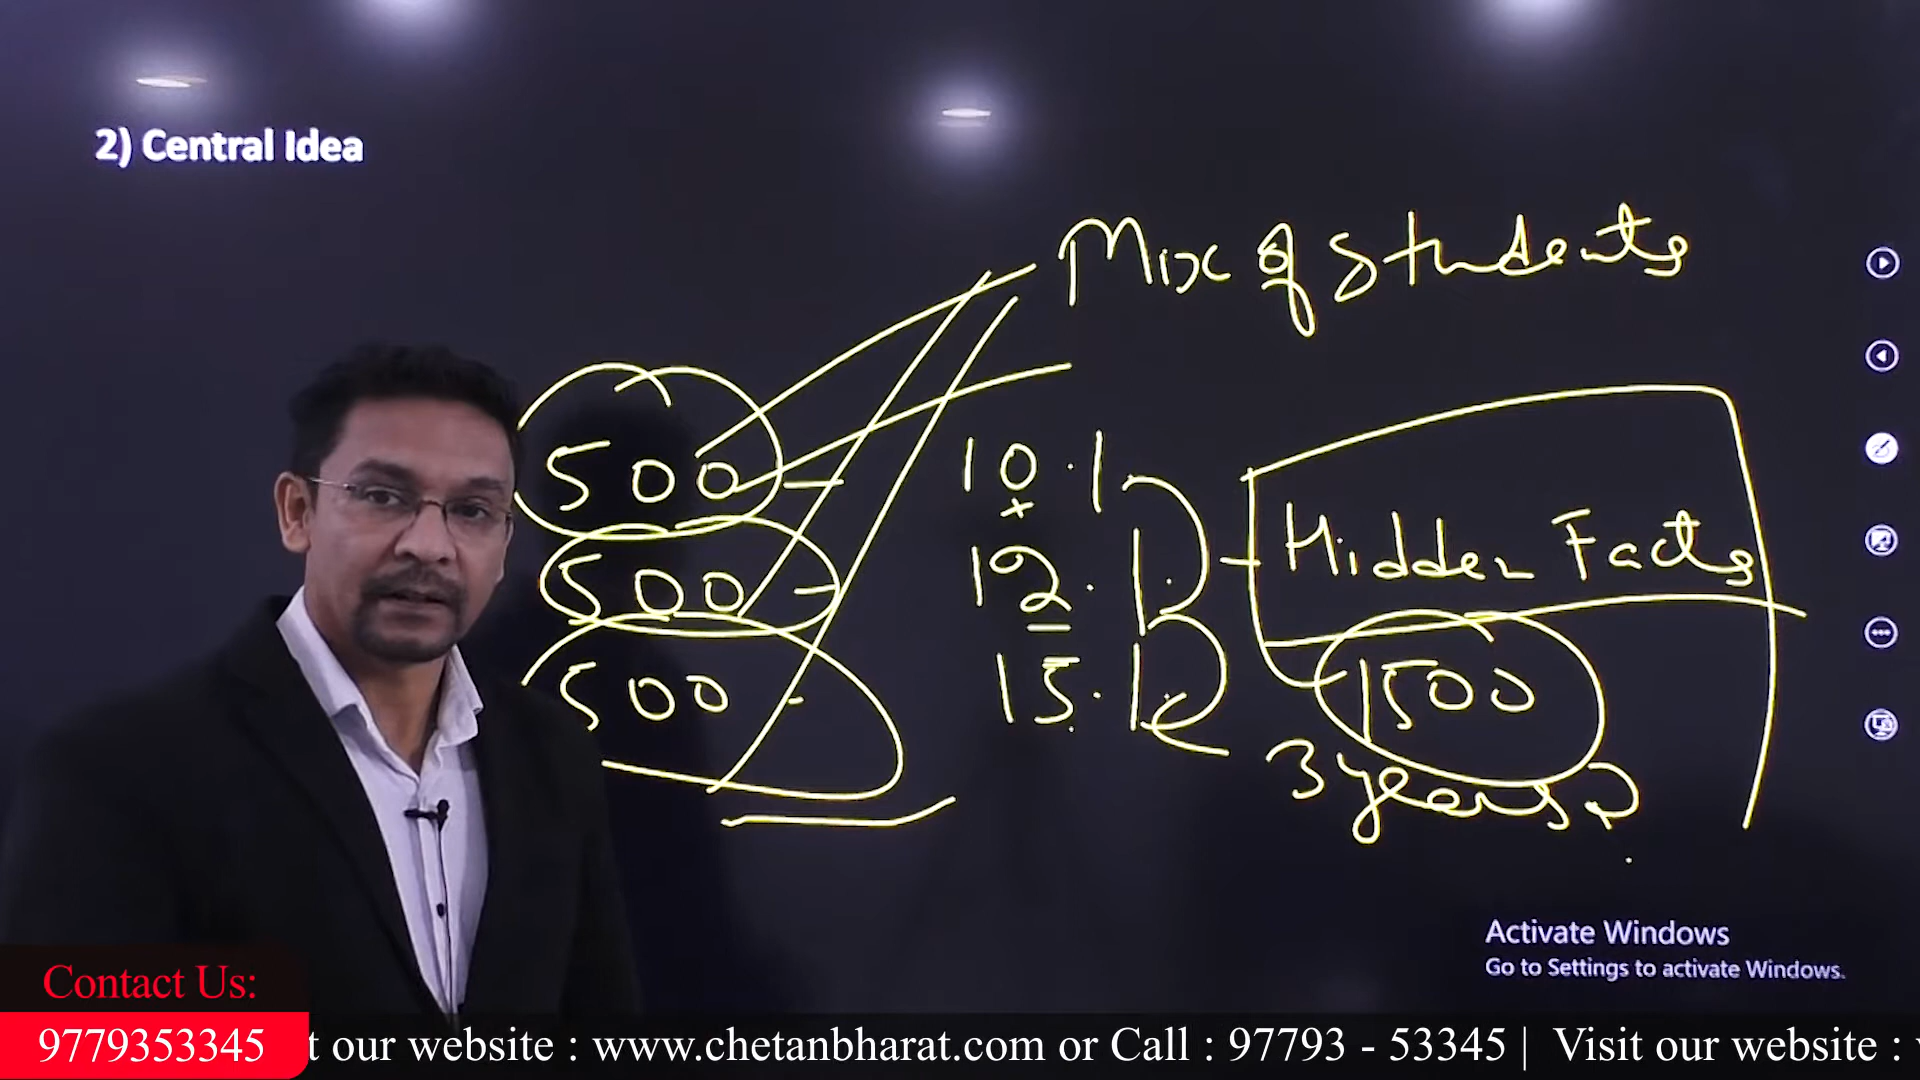 2) Central Idea
Mix of students
500 - 10.1 Hidden Facts
+
500 - 12.1
500 - 15.1 1500
3 years?
Activate Windows
Go to Settings to activate Windows.
Contact Us:
9779353345
t our website : www.chetanbharat.com or Call : 97793 - 53345 | Visit our website :